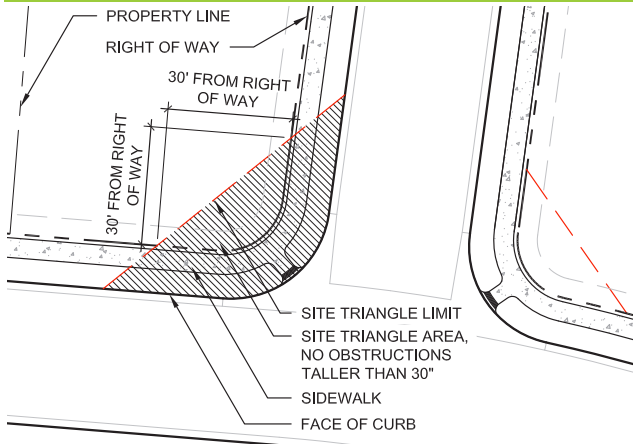 PROPERTY LINE
RIGHT OF WAY
30' FROM RIGHT
OF WAY
30' FROM RIGHT
OF WAY
SITE TRIANGLE LIMIT
SITE TRIANGLE AREA,
NO OBSTRUCTIONS
TALLER THAN 30"
SIDEWALK
FACE OF CURB